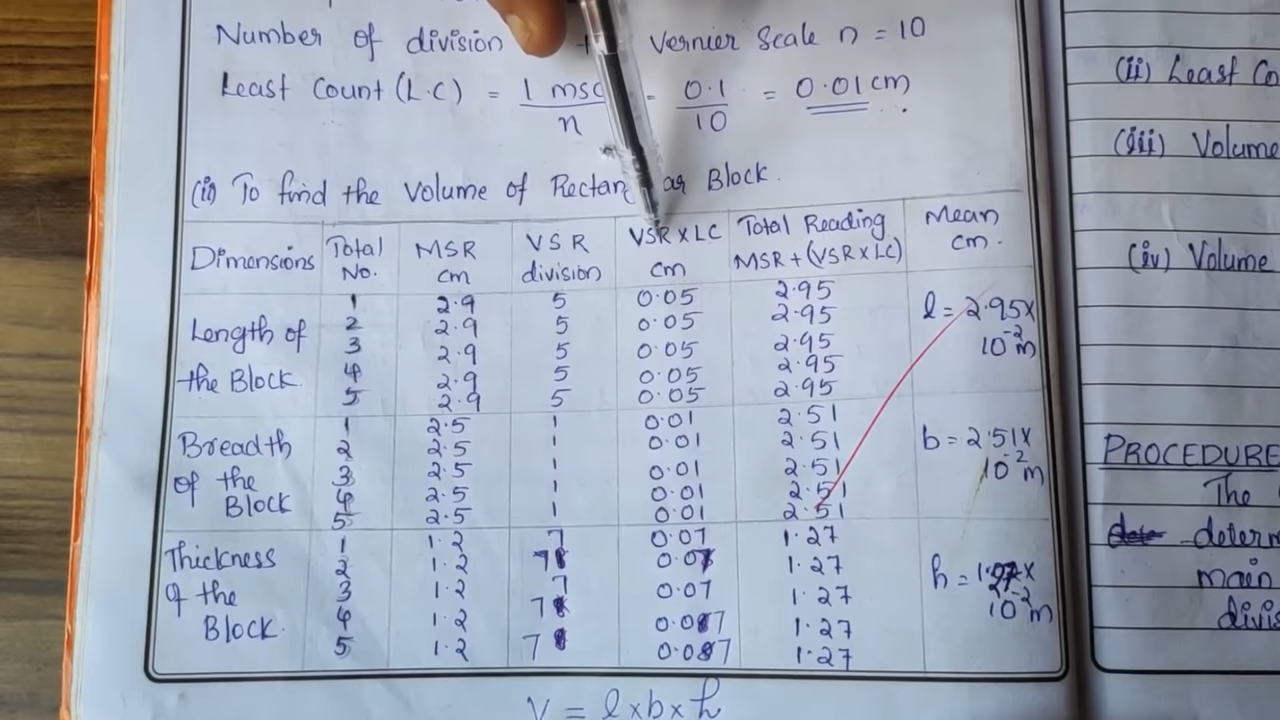 Number of division Vernier Scale n = 10
Least Count (L.C) = 1 msc / n = 0.1 / 10 = 0.01 cm
(ii) To find the Volume of Rectan ar Block.
Dimensions Total No. MSR cm VSR division VSR x LC cm Total Reading MSR + (VSR x LC) Mean cm.
Length of the Block
1 2.9 5 0.05 2.95
2 2.9 5 0.05 2.95
3 2.9 5 0.05 2.95
4 2.9 5 0.05 2.95
5 2.9 5 0.05 2.95
l = 2.95 x 10⁻² m
Breadth of the Block
1 2.5 1 0.01 2.51
2 2.5 1 0.01 2.51
3 2.5 1 0.01 2.51
4 2.5 1 0.01 2.51
5 2.5 1 0.01 2.51
b = 2.51 x 10⁻² m
Thickness of the Block.
1 1.2 7 0.07 1.27
2 1.2 7 0.07 1.27
3 1.2 7 0.07 1.27
4 1.2 7 0.07 1.27
5 1.2 7 0.07 1.27
h = x 10⁻² m
V = l x b x h
(ii) Least Co
(iii) Volume
(iv) Volume
PROCEDURE
The
determ
main
divis